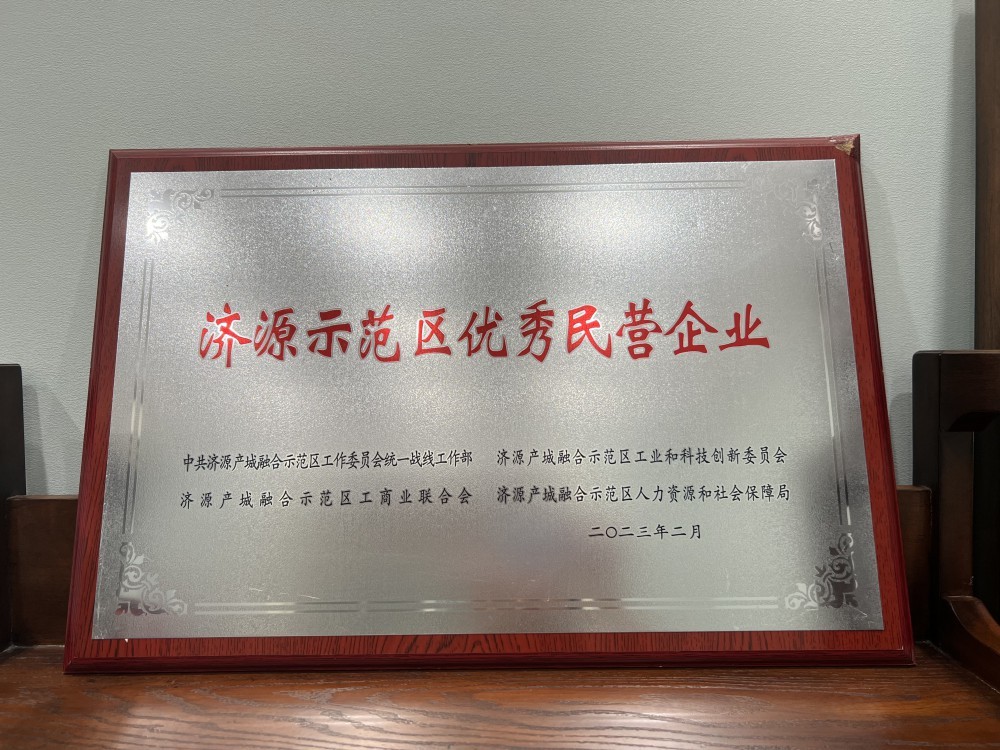 济源示范区优秀民营企业
中共济源产城融合示范区工作委员会统一战线工作部 济源产城融合示范区工业和科技创新委员会
济源产城融合示范区工商业联合会 济源产城融合示范区人力资源和社会保障局
二〇二三年二月